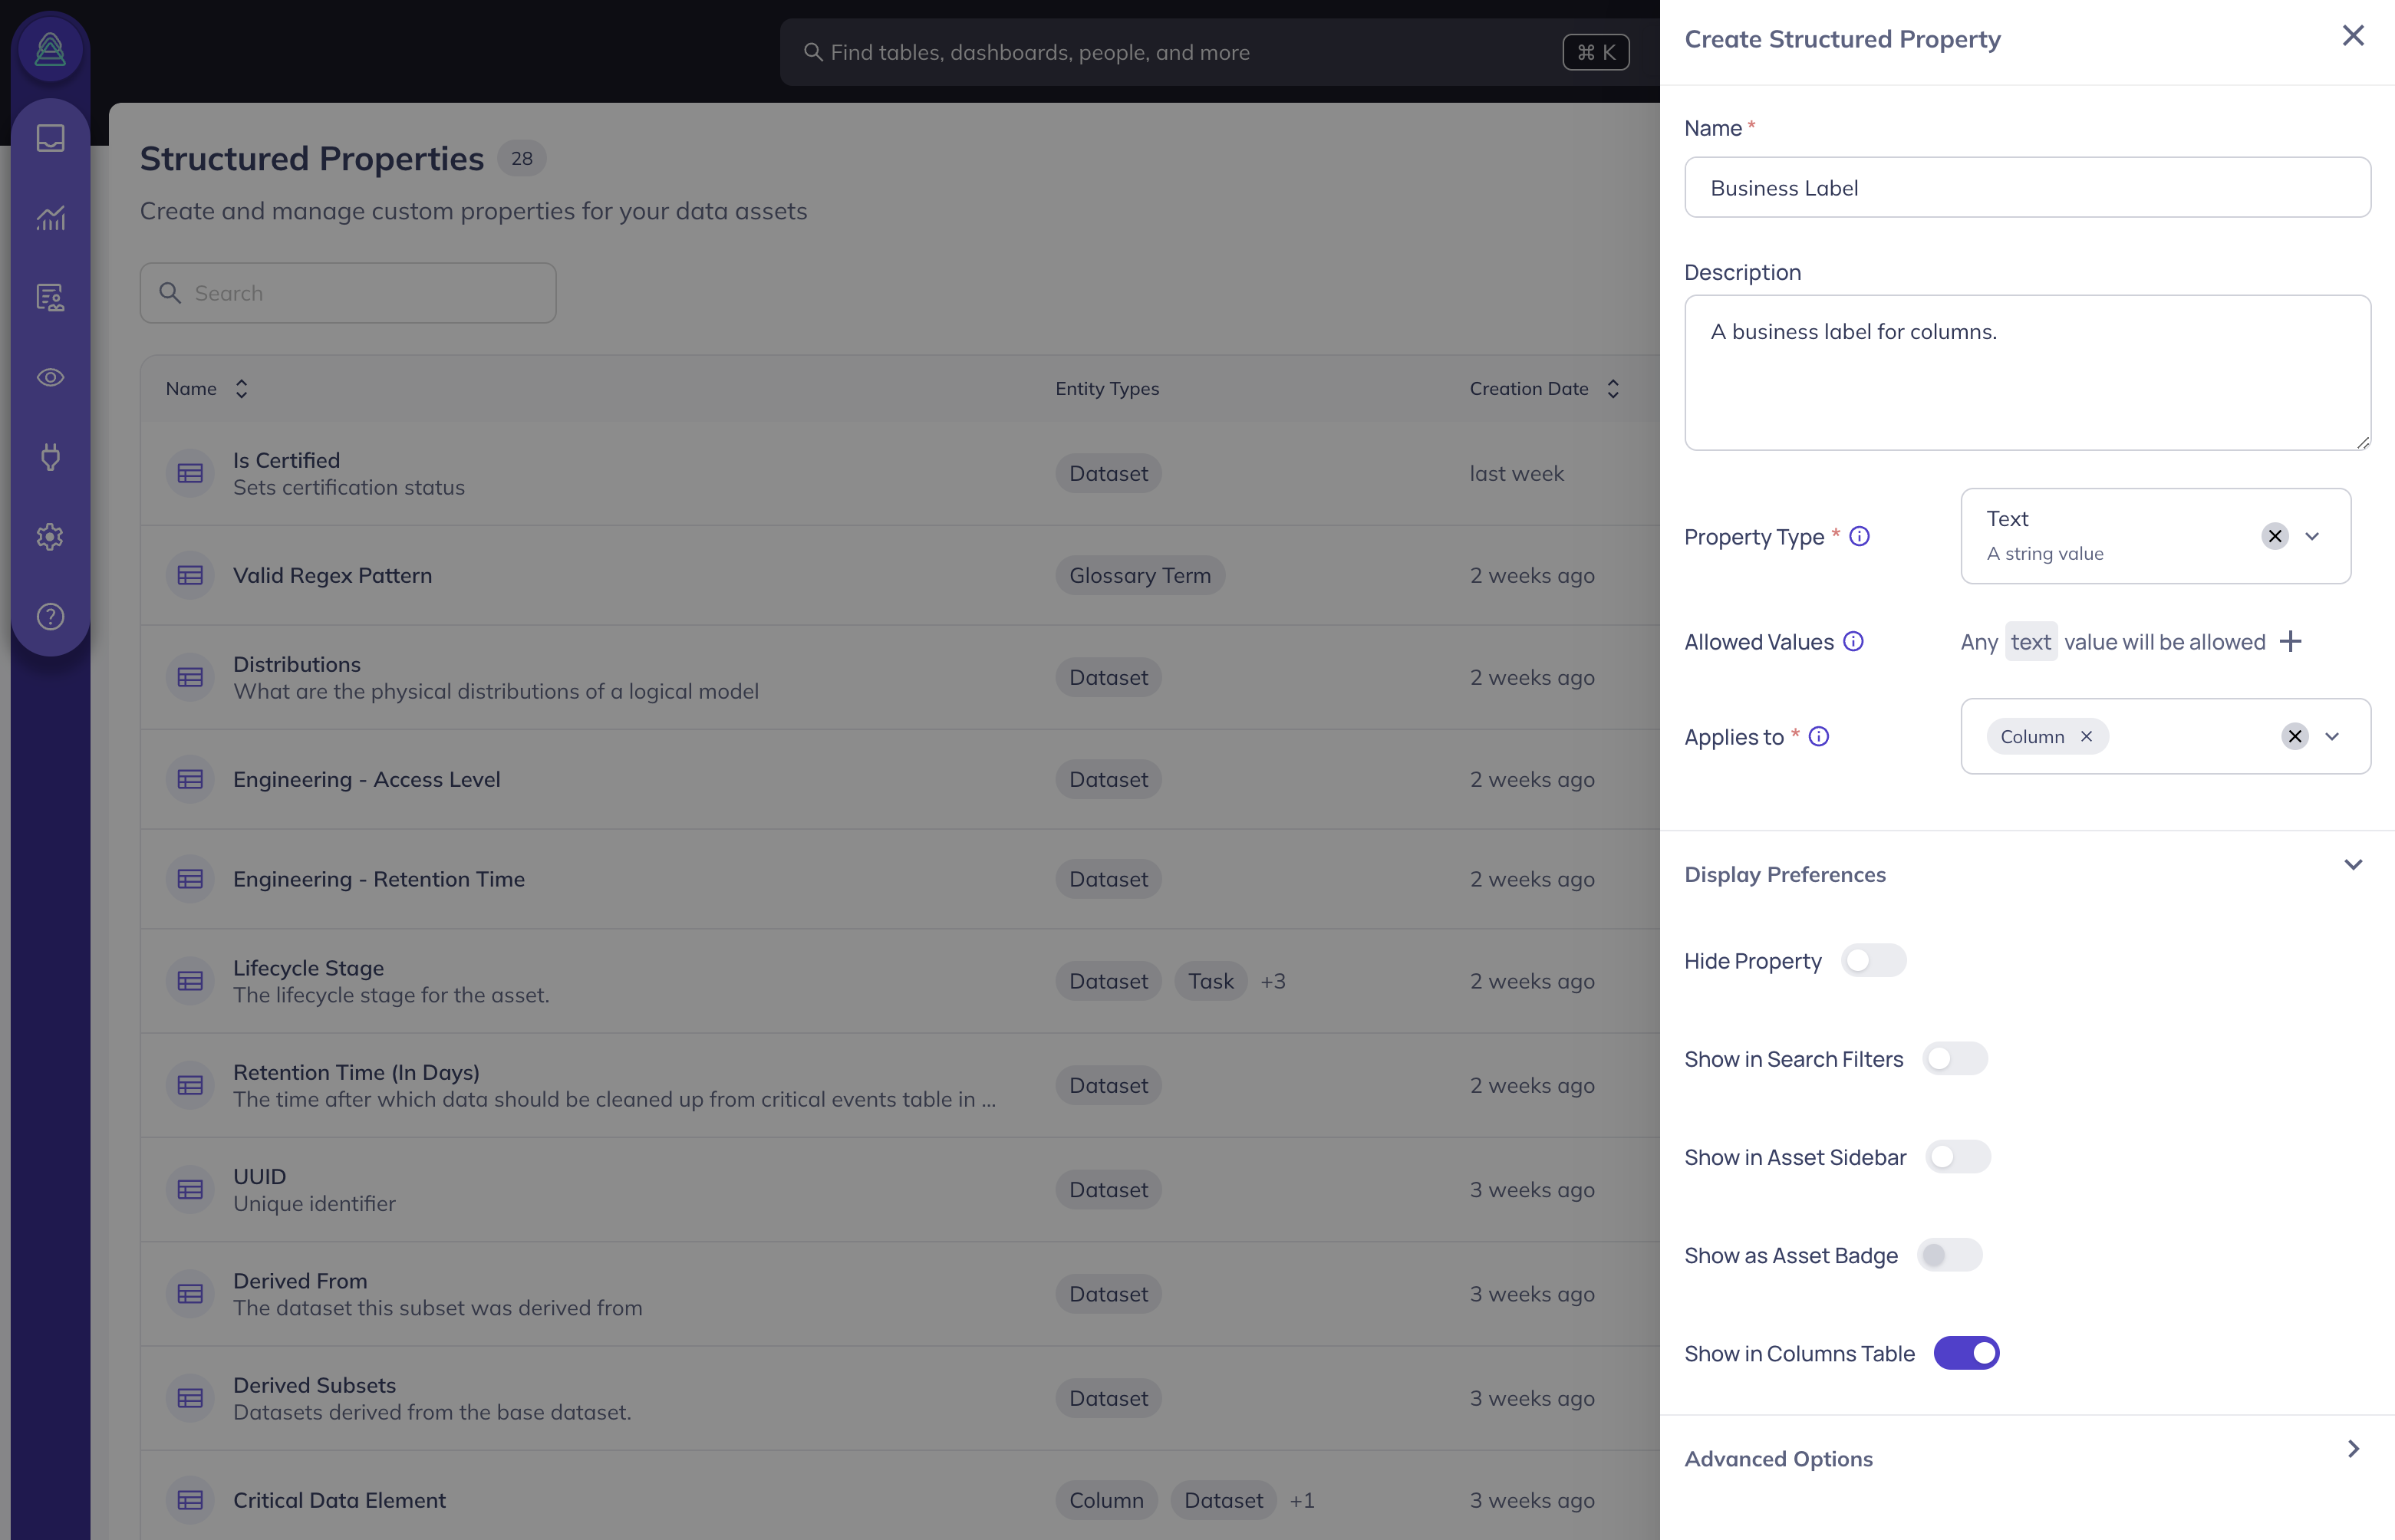 Find tables, dashboards, people, and more
⌘ K
Structured Properties 28
Create and manage custom properties for your data assets
Search
Name Entity Types Creation Date
Is Certified
Sets certification status
Dataset
last week
Valid Regex Pattern
Glossary Term
2 weeks ago
Distributions
What are the physical distributions of a logical model
Dataset
2 weeks ago
Engineering - Access Level
Dataset
2 weeks ago
Engineering - Retention Time
Dataset
2 weeks ago
Lifecycle Stage
The lifecycle stage for the asset.
Dataset Task +3
2 weeks ago
Retention Time (In Days)
The time after which data should be cleaned up from critical events table in ...
Dataset
2 weeks ago
UUID
Unique identifier
Dataset
3 weeks ago
Derived From
The dataset this subset was derived from
Dataset
3 weeks ago
Derived Subsets
Datasets derived from the base dataset.
Dataset
3 weeks ago
Critical Data Element
Column Dataset +1
3 weeks ago
Create Structured Property
Name *
Business Label
Description
A business label for columns.
Property Type *
Text
A string value
Allowed Values
Any text value will be allowed
Applies to *
Column
Display Preferences
Hide Property
Show in Search Filters
Show in Asset Sidebar
Show as Asset Badge
Show in Columns Table
Advanced Options